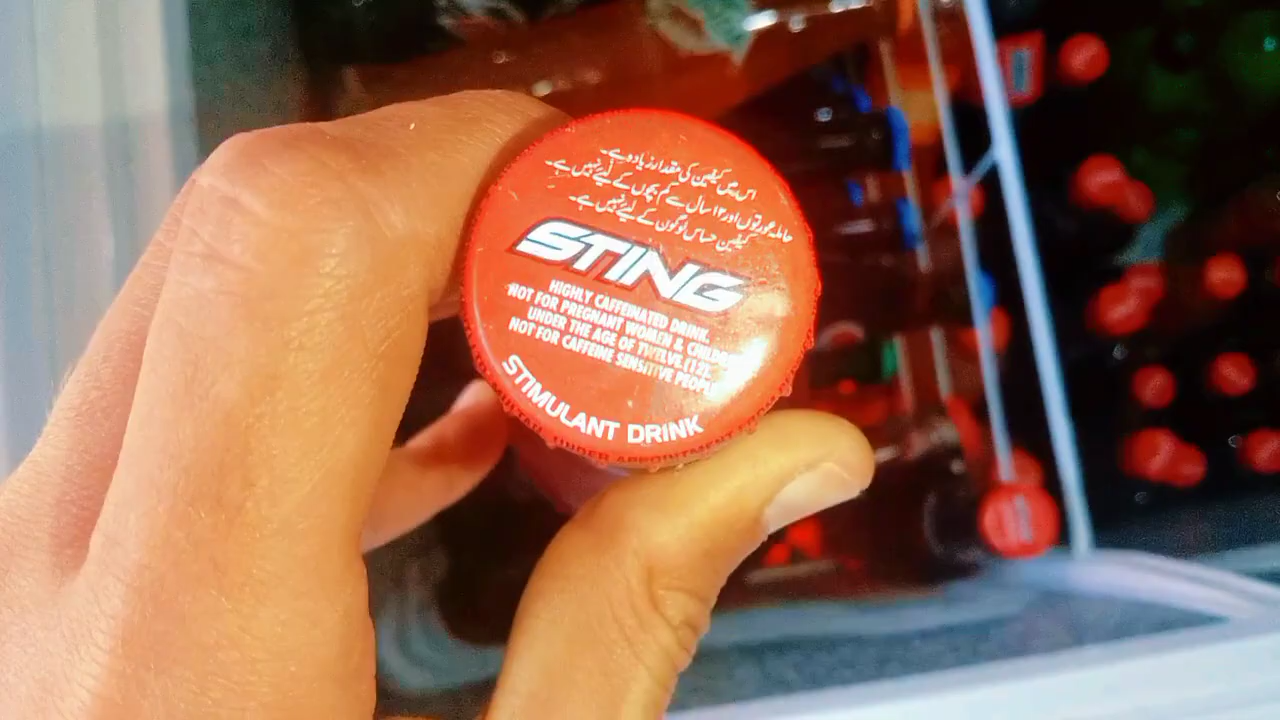 اس میں کیفین کی مقدار زیادہ ہے۔
حاملہ عورتوں اور ۱۲ سال سے کم بچوں کے لیے نہیں ہے۔
کیفین حساس لوگوں کے لیے نہیں ہے۔
STING
HIGHLY CAFFEINATED DRINK.
NOT FOR PREGNANT WOMEN &
UNDER THE AGE OF TWELVE (12).
NOT FOR CAFFEINE SENSITIVE
STIMULANT DRINK
UNDER APPOINTMENT